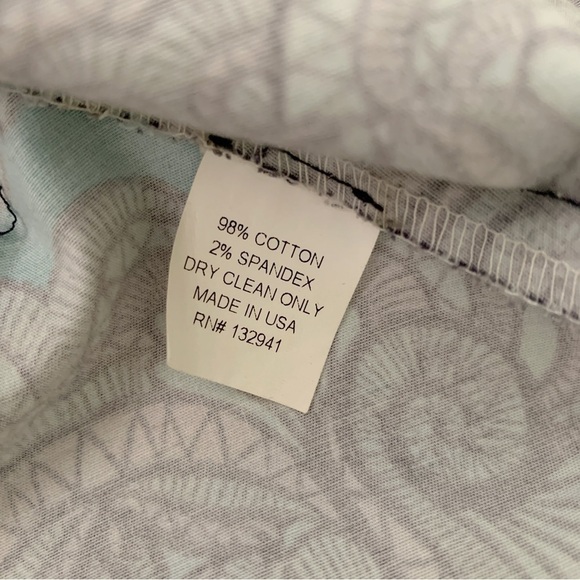 98% COTTON
2% SPANDEX
DRY CLEAN ONLY
MADE IN USA
RN# 132941